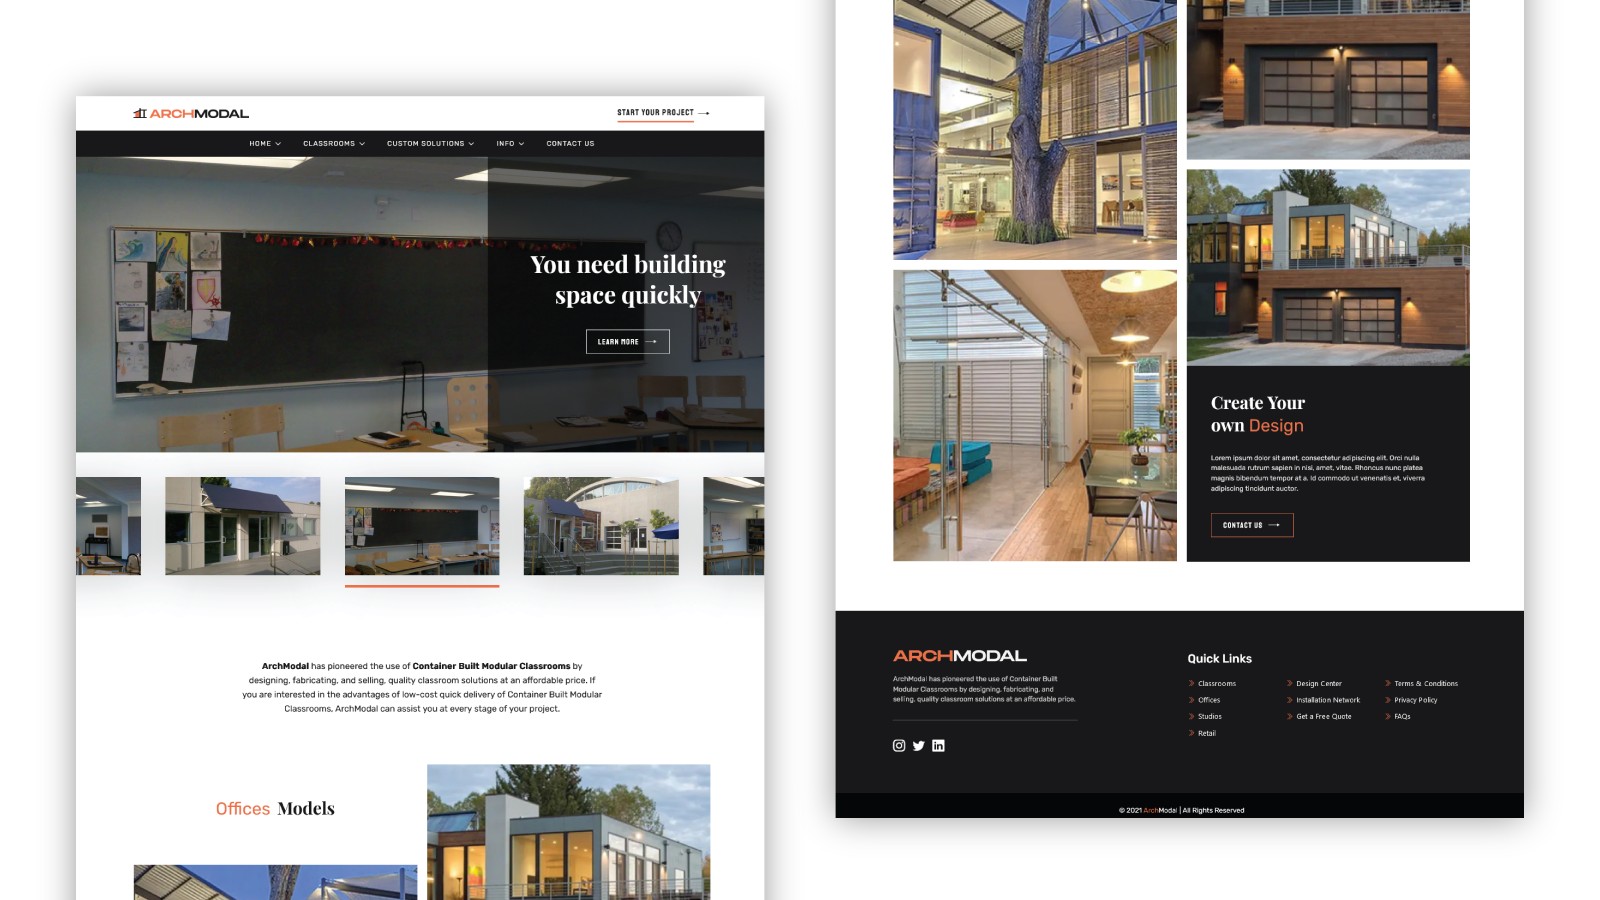 ARCHMODAL
START YOUR PROJECT
HOME CLASSROOMS CUSTOM SOLUTIONS INFO CONTACT US
You need building
space quickly
LEARN MORE
ArchModal has pioneered the use of Container Built Modular Classrooms by
designing, fabricating, and selling, quality classroom solutions at an affordable price. If
you are interested in the advantages of low-cost quick delivery of Container Built Modular
Classrooms, ArchModal can assist you at every stage of your project.
Offices Models
Create Your
own Design
Lorem ipsum dolor sit amet, consectetur adipiscing elit. Orci nulla
malesuada rutrum sapien in nisi, amet, vitae. Rhoncus nunc platea
magnis bibendum tempor at a. Id commodo ut venenatis et, viverra
adipiscing tincidunt auctor.
CONTACT US
ARCHMODAL
ArchModal has pioneered the use of Container Built
Modular Classrooms by designing, fabricating, and
selling, quality classroom solutions at an affordable price.
Quick Links
Classrooms
Offices
Studios
Retail
Design Center
Installation Network
Get a Free Quote
Terms & Conditions
Privacy Policy
FAQs
© 2021 ArchModal | All Rights Reserved